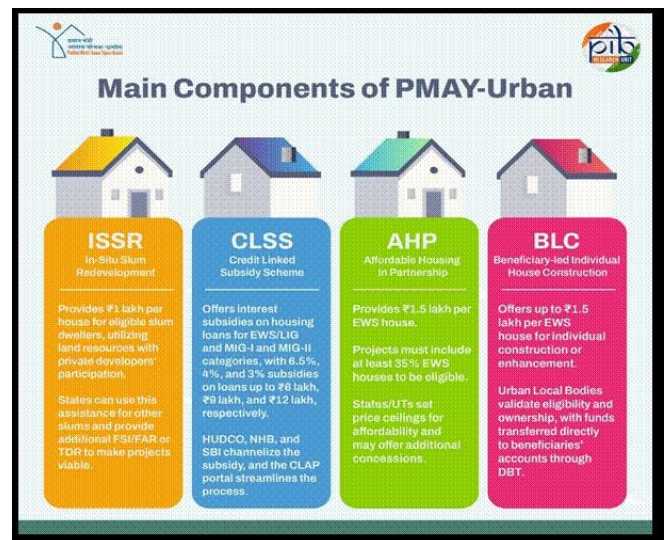 प्रधान मंत्री
आवास योजना-शहरी
pib
RESEARCH UNIT
Main Components of PMAY-Urban
ISSR
In-Situ Slum
Redevelopment
Provides ₹1 lakh per
house for eligible slum
dwellers, utilizing
land resources with
private developers'
participation.
States can use this
assistance for other
slums and provide
additional FSI/FAR or
TDR to make projects
viable.
CLSS
Credit Linked
Subsidy Scheme
Offers interest
subsidies on housing
loans for EWS/LIG
and MIG-I and MIG-II
categories, with 6.5%,
4%, and 3% subsidies
on loans up to ₹6 lakh,
₹9 lakh, and ₹12 lakh,
respectively.
HUDCO, NHB, and
SBI channelize the
subsidy, and the CLAP
portal streamlines the
process.
AHP
Affordable Housing
In Partnership
Provides ₹1.5 lakh per
EWS house.
Projects must include
at least 35% EWS
houses to be eligible.
States/UTs set
price ceilings for
affordability and
may offer additional
concessions.
BLC
Beneficiary-led Individual
House Construction
Offers up to ₹1.5
lakh per EWS
house for individual
construction or
enhancement.
Urban Local Bodies
validate eligibility and
ownership, with funds
transferred directly
to beneficiaries'
accounts through
DBT.